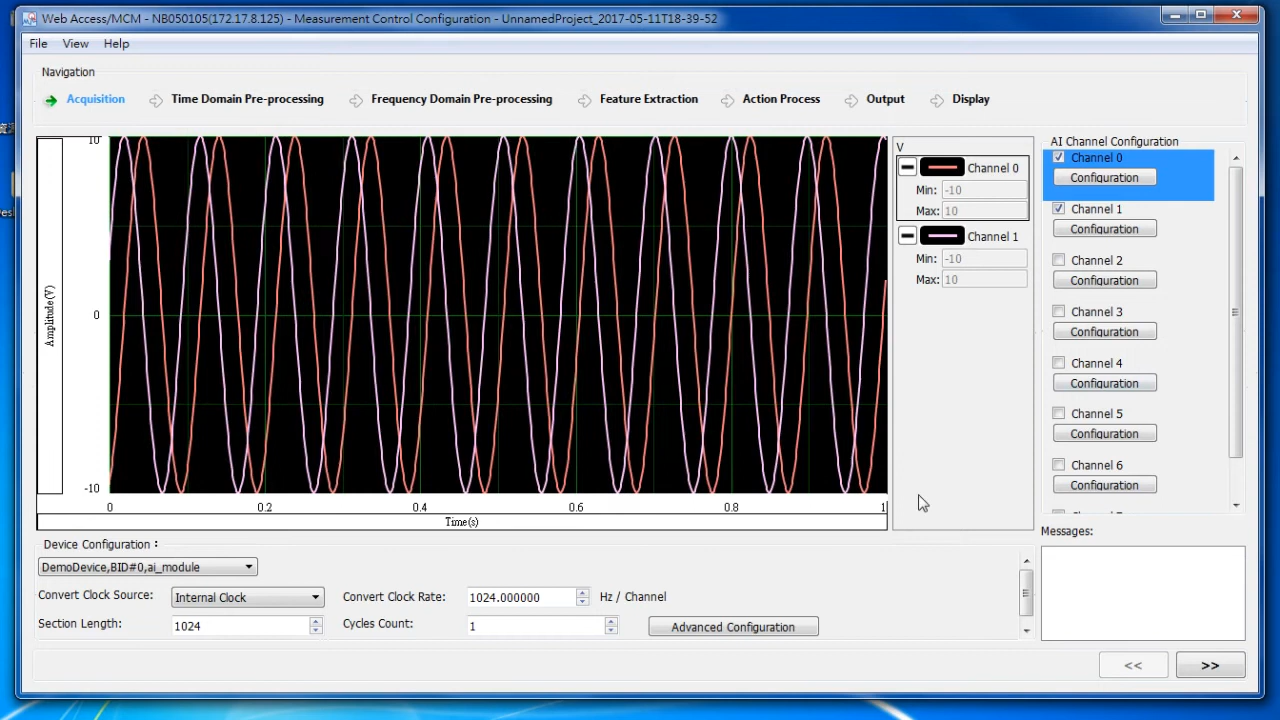 Web Access/MCM - NB050105(172.17.8.125) - Measurement Control Configuration - UnnamedProject_2017-05-11T18-39-52
File View Help
Navigation
Acquisition Time Domain Pre-processing Frequency Domain Pre-processing Feature Extraction Action Process Output Display
Amplitude(V)
10
0
-10
0 0.2 0.4 0.6 0.8 1
Time(s)
V
Channel 0
Min: -10
Max: 10
Channel 1
Min: -10
Max: 10
AI Channel Configuration
Channel 0
Configuration
Channel 1
Configuration
Channel 2
Configuration
Channel 3
Configuration
Channel 4
Configuration
Channel 5
Configuration
Channel 6
Configuration
Device Configuration :
DemoDevice,BID#0,ai_module
Convert Clock Source: Internal Clock Convert Clock Rate: 1024.000000 Hz / Channel
Section Length: 1024 Cycles Count: 1 Advanced Configuration
Messages:
<< >>